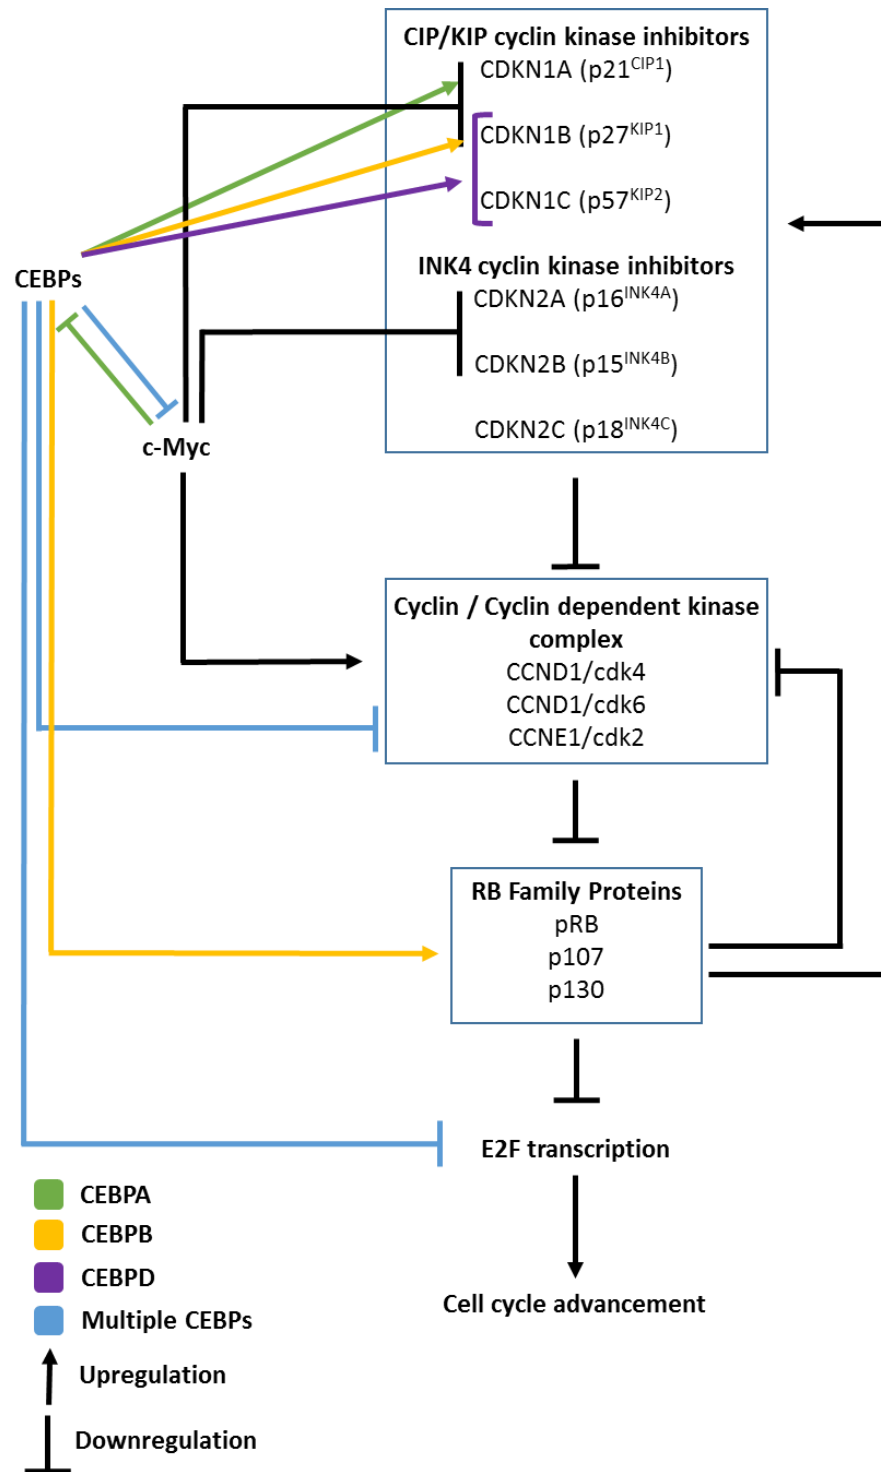 CIP/KIP cyclin kinase inhibitors
CDKN1A (p21CIP1)
CDKN1B (p27KIP1)
CDKN1C (p57KIP2)
CEBPs
INK4 cyclin kinase inhibitors
CDKN2A (p16INK4A)
CDKN2B (p15INK4B)
CDKN2C (p18INK4C)
c-Myc
Cyclin / Cyclin dependent kinase
complex
CCND1/cdk4
CCND1/cdk6
CCNE1/cdk2
RB Family Proteins
pRB
p107
p130
E2F transcription
Cell cycle advancement
CEBPA
CEBPB
CEBPD
Multiple CEBPs
Upregulation
Downregulation